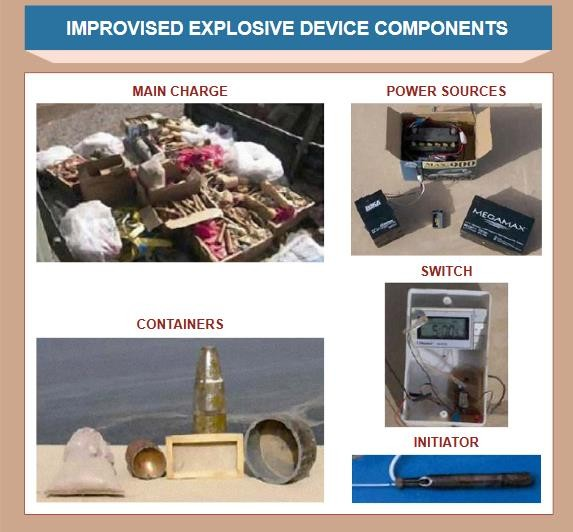 IMPROVISED EXPLOSIVE DEVICE COMPONENTS
MAIN CHARGE
POWER SOURCES
MEGAMAX
SWITCH
CONTAINERS
INITIATOR